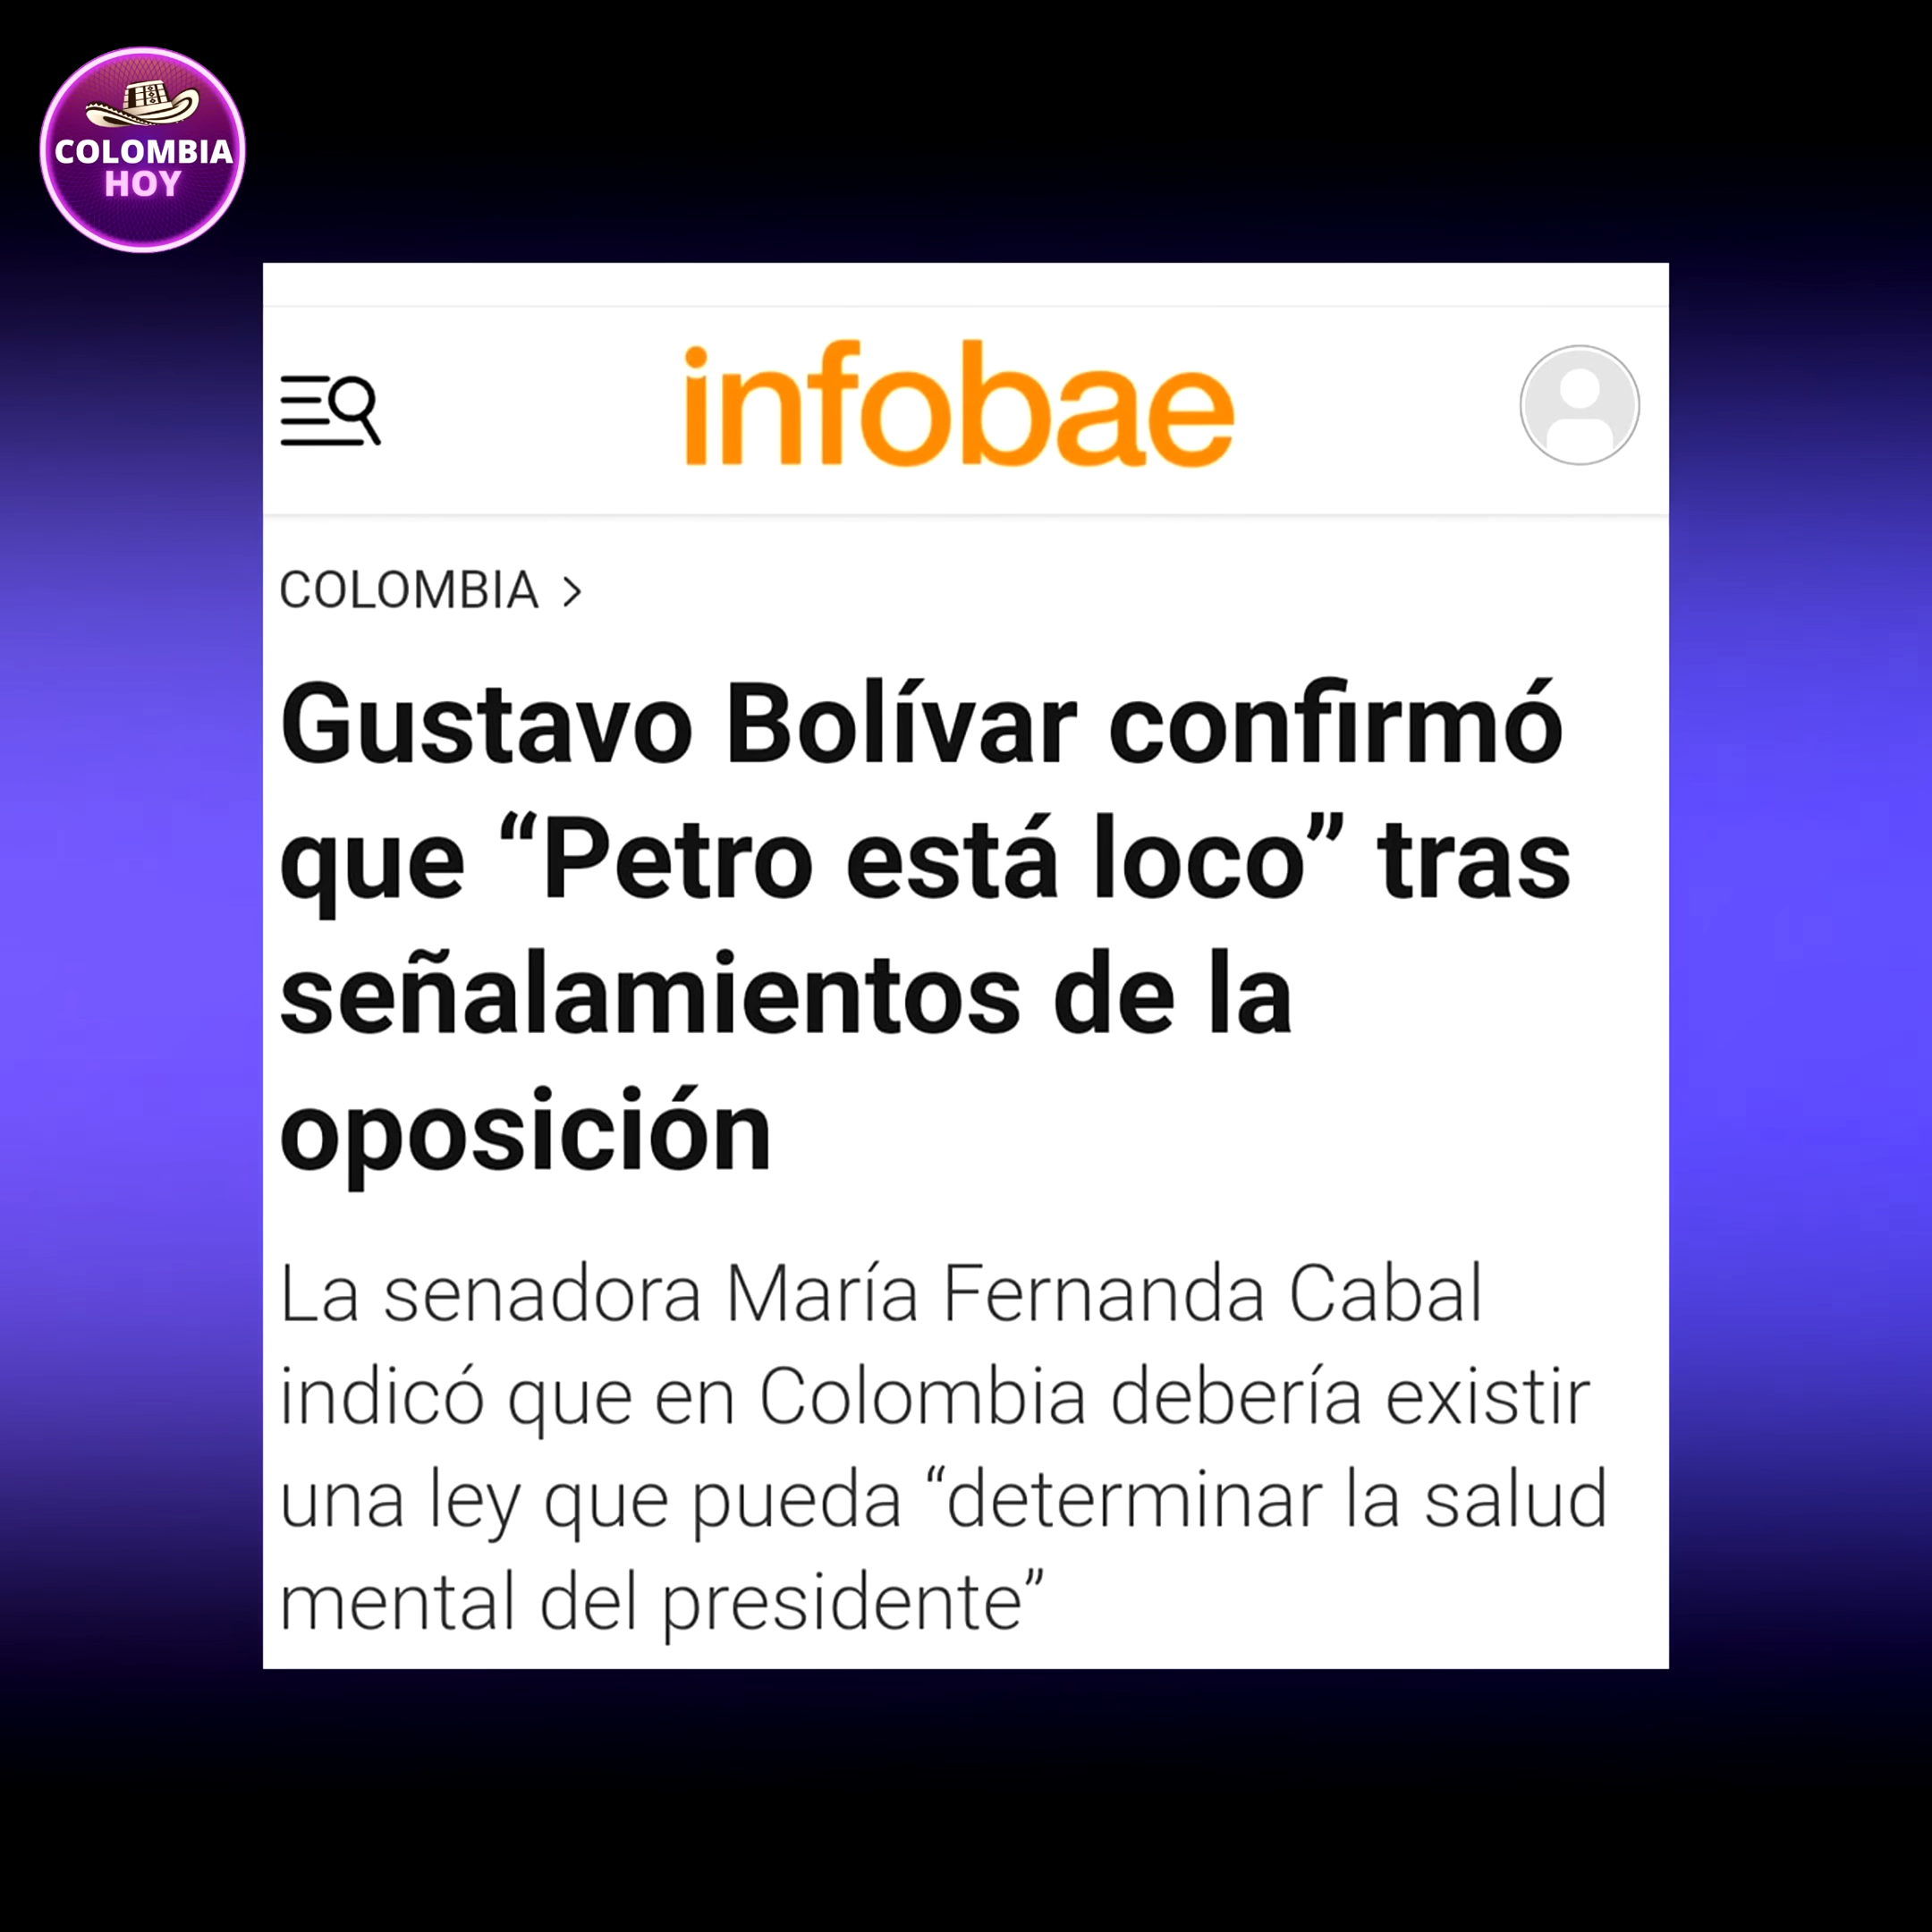 COLOMBIA
HOY
infobae
COLOMBIA >
Gustavo Bolívar confirmó
que “Petro está loco” tras
señalamientos de la
oposición
La senadora María Fernanda Cabal
indicó que en Colombia debería existir
una ley que pueda “determinar la salud
mental del presidente”